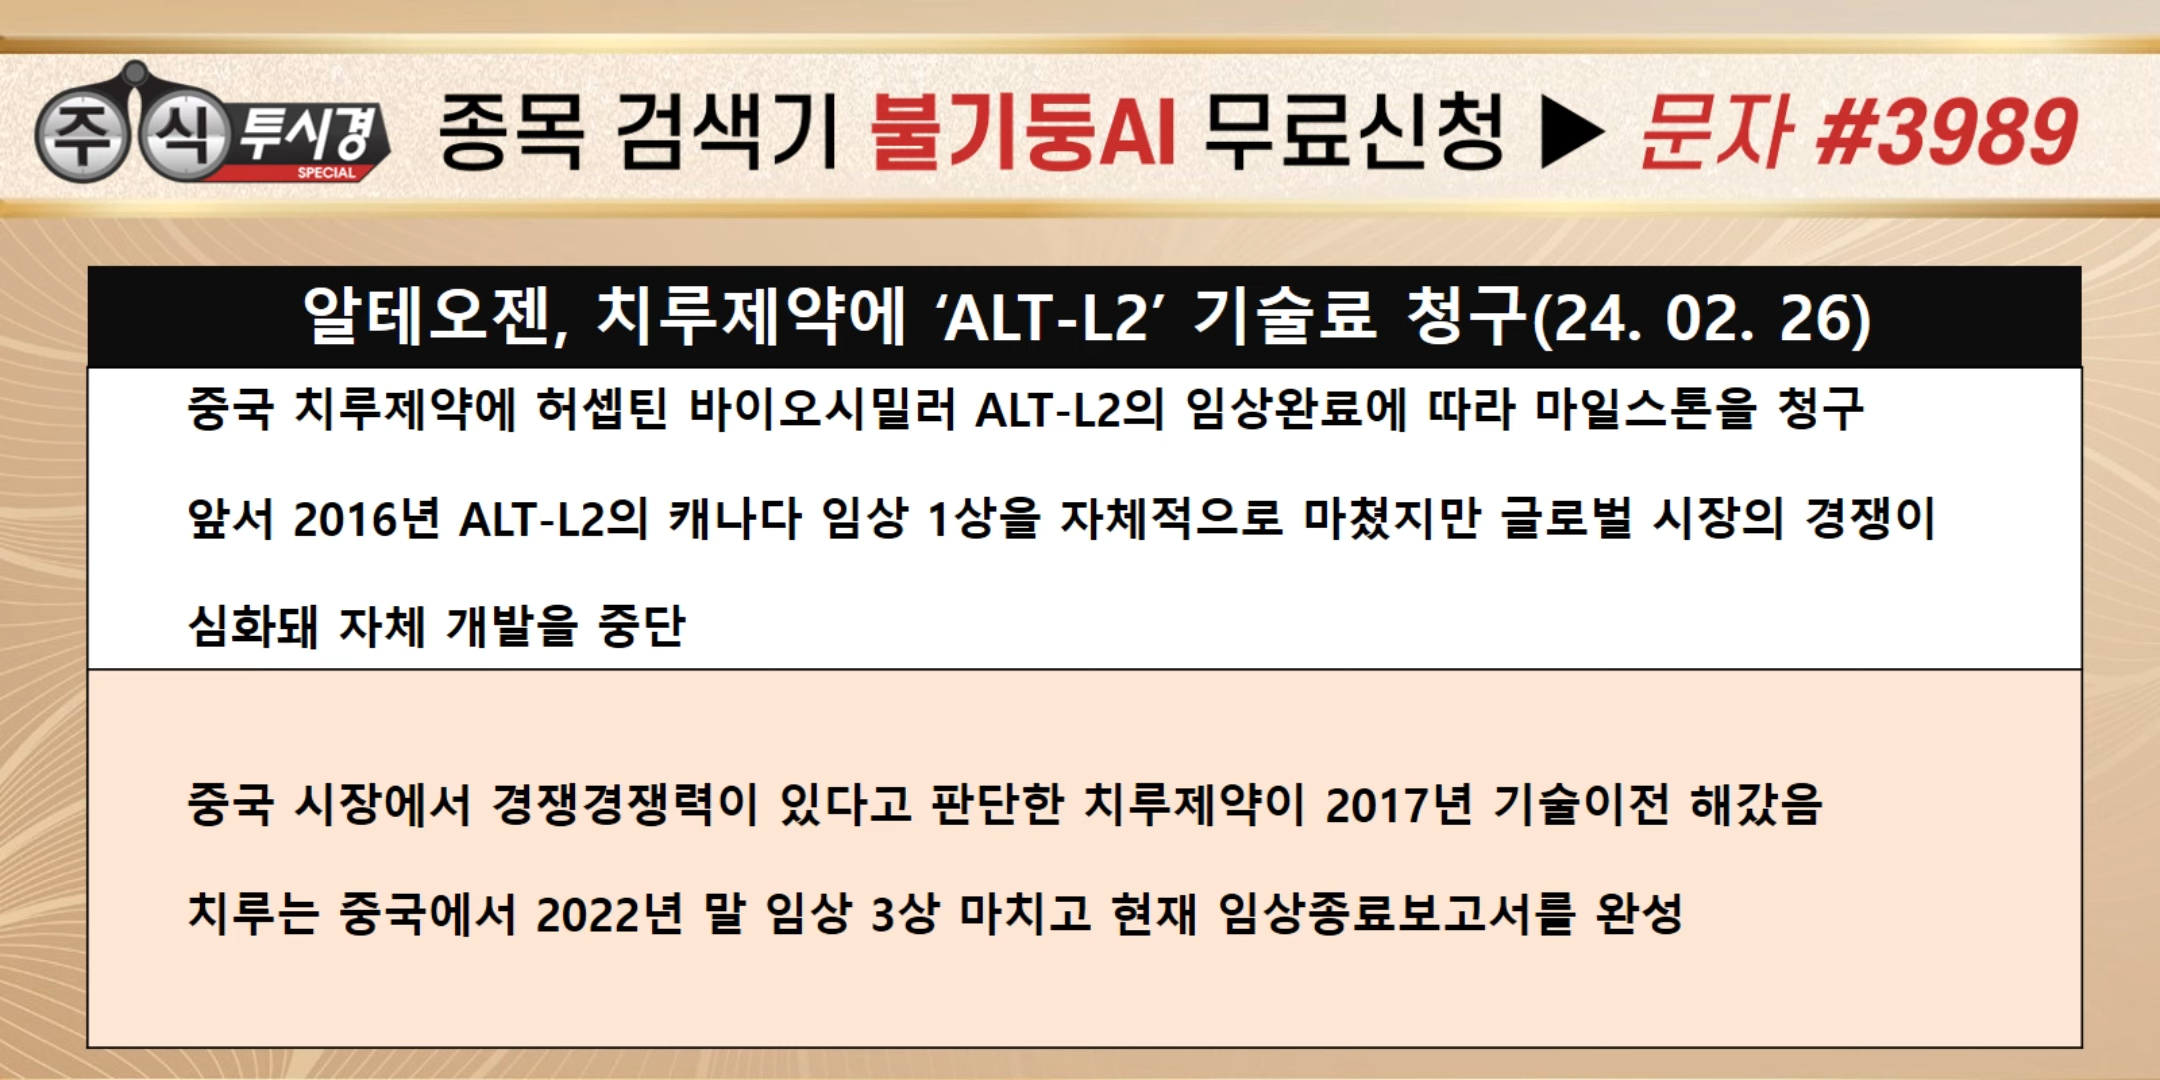 주식투시경 SPECIAL 종목 검색기 불기둥AI 무료신청 ▶ 문자 #3989
알테오젠, 치루제약에 ‘ALT-L2’ 기술료 청구(24. 02. 26)
중국 치루제약에 허셉틴 바이오시밀러 ALT-L2의 임상완료에 따라 마일스톤을 청구
앞서 2016년 ALT-L2의 캐나다 임상 1상을 자체적으로 마쳤지만 글로벌 시장의 경쟁이
심화돼 자체 개발을 중단
중국 시장에서 경쟁경쟁력이 있다고 판단한 치루제약이 2017년 기술이전 해갔음
치루는 중국에서 2022년 말 임상 3상 마치고 현재 임상종료보고서를 완성